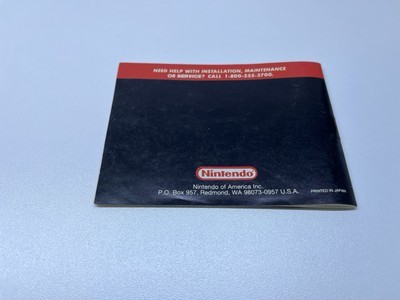 NEED HELP WITH INSTALLATION, MAINTENANCE
OR SERVICE? CALL 1-800-255-3700.
Nintendo
Nintendo of America Inc.
P.O. Box 957, Redmond, WA 98073-0957 U.S.A.
PRINTED IN JAPAN